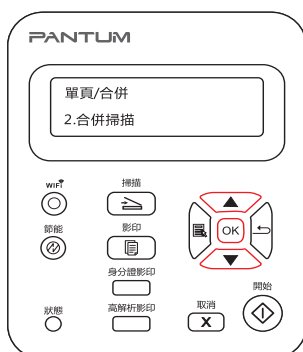 PANTUM
單頁/合併
2.合併掃描
WiFi
掃描
節能
影印
OK
身分證影印
開始
狀態
高解析影印
取消
X